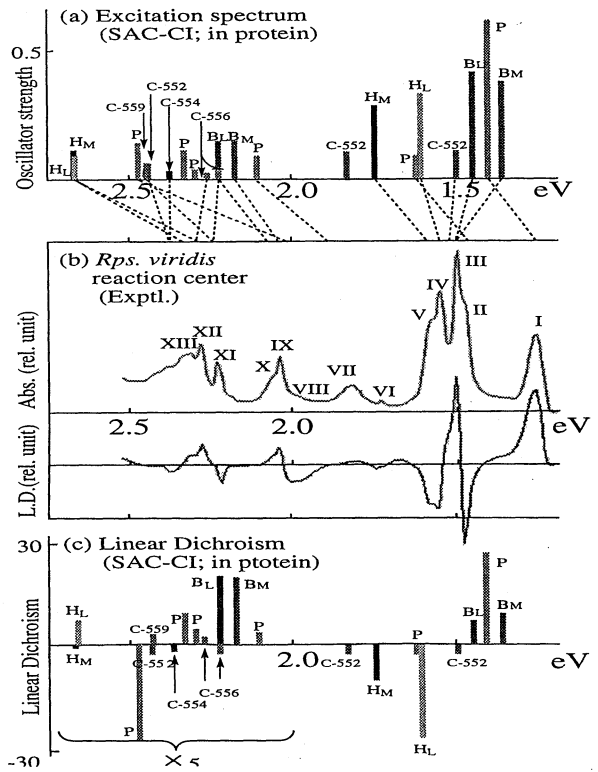 (a) Excitation spectrum
(SAC-CI; in protein)
Oscillator strength
0.5
HL
HM
P
C-559
C-552
C-554
P
P
C-556
BL
BM
P
C-552
HM
P
HL
C-552
BL
P
BM
2.5
2.0
1.5
eV
(b) Rps. viridis
reaction center
(Exptl.)
Abs. (rel. unit)
XIII
XII
XI
X
IX
VIII
VII
VI
V
IV
III
II
I
2.5
2.0
eV
L.D.(rel. unit)
(c) Linear Dichroism
(SAC-CI; in ptotein)
Linear Dichroism
30
-30
HL
HM
P
C-559
C-552
C-554
P
P
C-556
BL
BM
P
2.0
C-552
HM
P
HL
C-552
BL
P
BM
eV
× 5